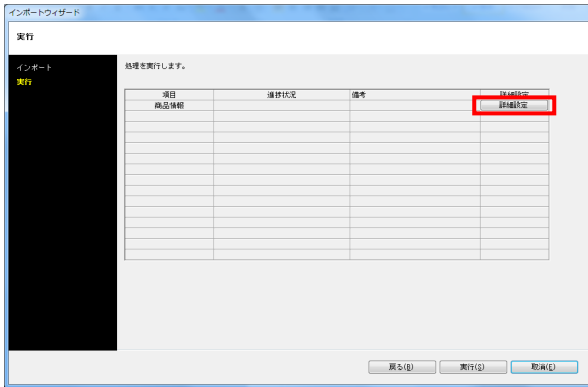 インポートウィザード
実行
インポート
実行
処理を実行します。
項目 進捗状況 備考 詳細設定
商品情報 詳細設定
戻る(B) 実行(S) 取消(E)